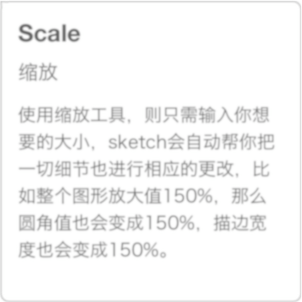 Scale
缩放
使用缩放工具，则只需输入你想
要的大小，sketch会自动帮你把
一切细节也进行相应的更改，比
如整个图形放大值150%，那么
圆角值也会变成150%，描边宽
度也会变成150%。